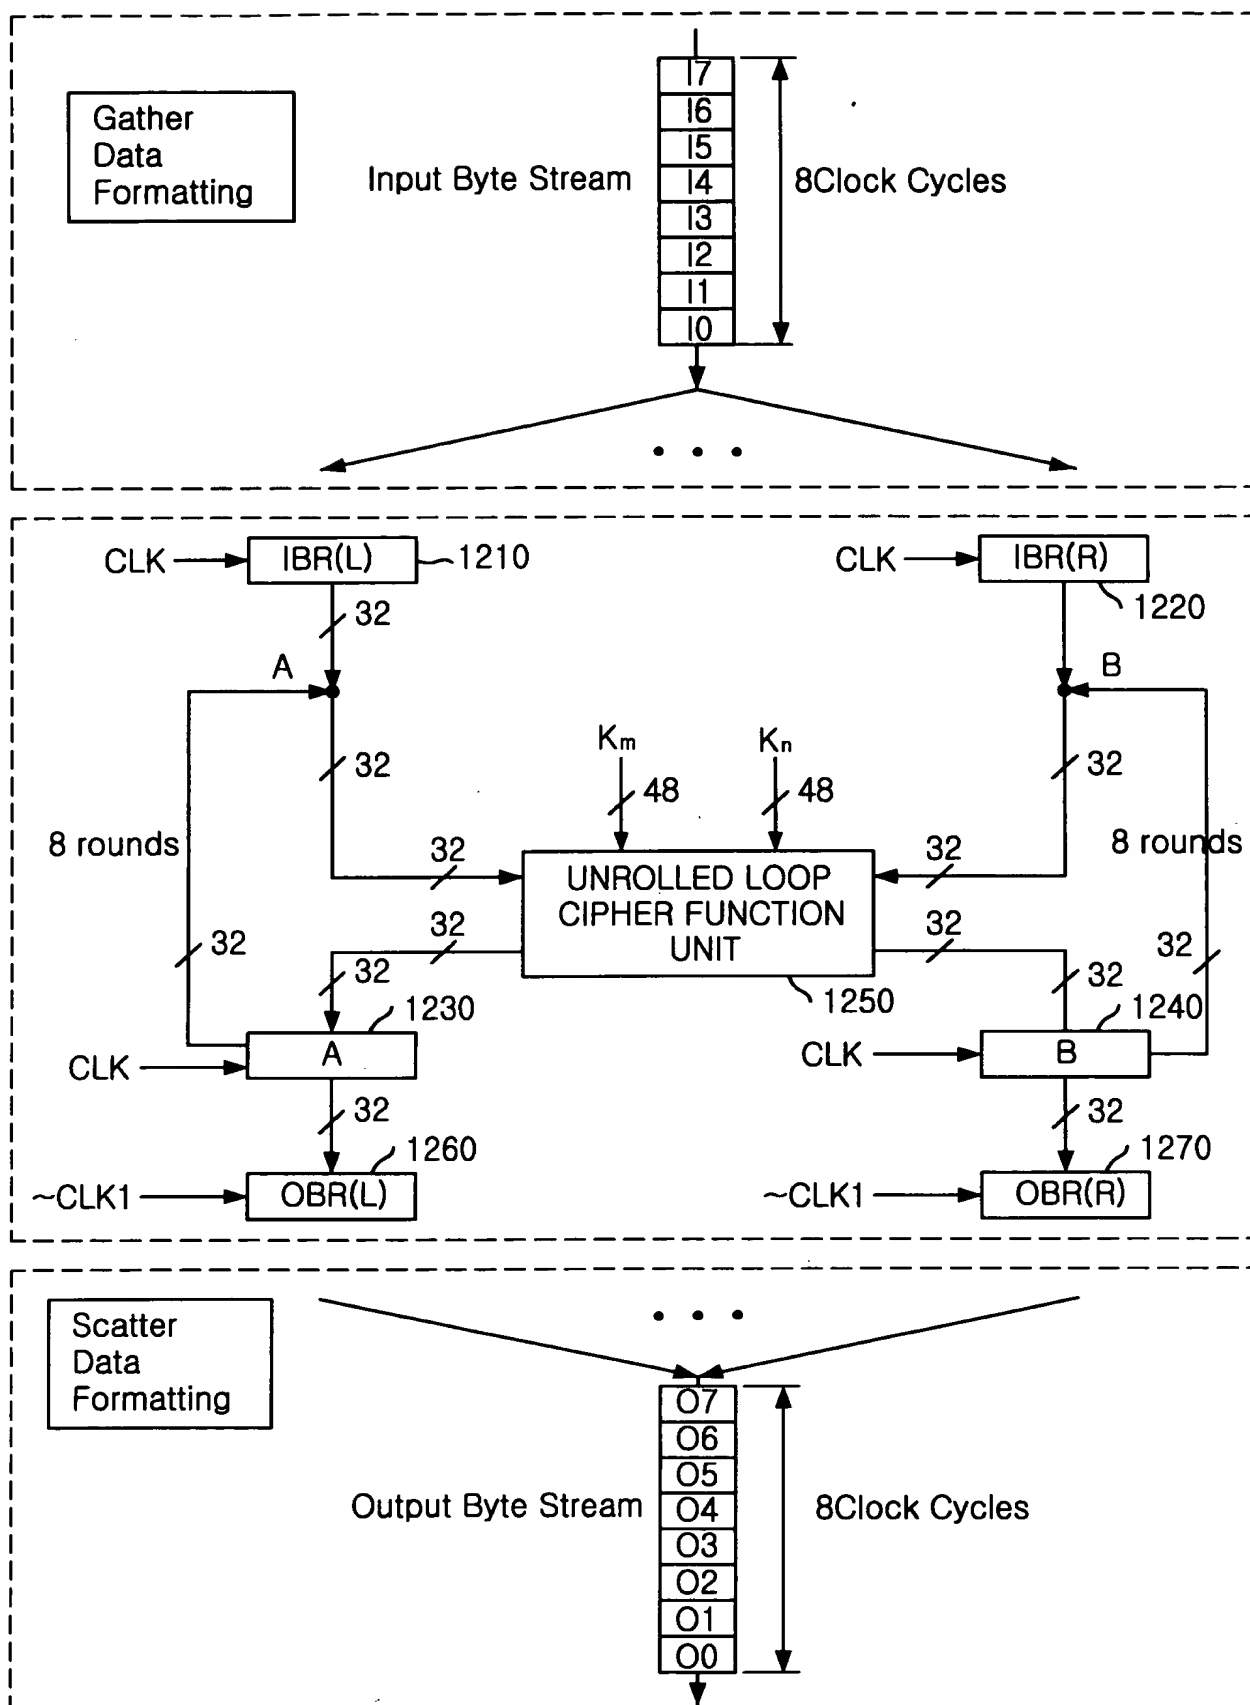 Gather
Data
Formatting
Input Byte Stream
I7
I6
I5
I4
I3
I2
I1
I0
8Clock Cycles
CLK
IBR(L)
1210
CLK
IBR(R)
1220
32
A
B
32
Km
Kn
32
48
48
8 rounds
32
32
8 rounds
UNROLLED LOOP
CIPHER FUNCTION
UNIT
32
32
32
32
32
32
1230
1250
1240
CLK
A
CLK
B
32
32
1260
1270
~CLK1
OBR(L)
~CLK1
OBR(R)
Scatter
Data
Formatting
Output Byte Stream
O7
O6
O5
O4
O3
O2
O1
O0
8Clock Cycles